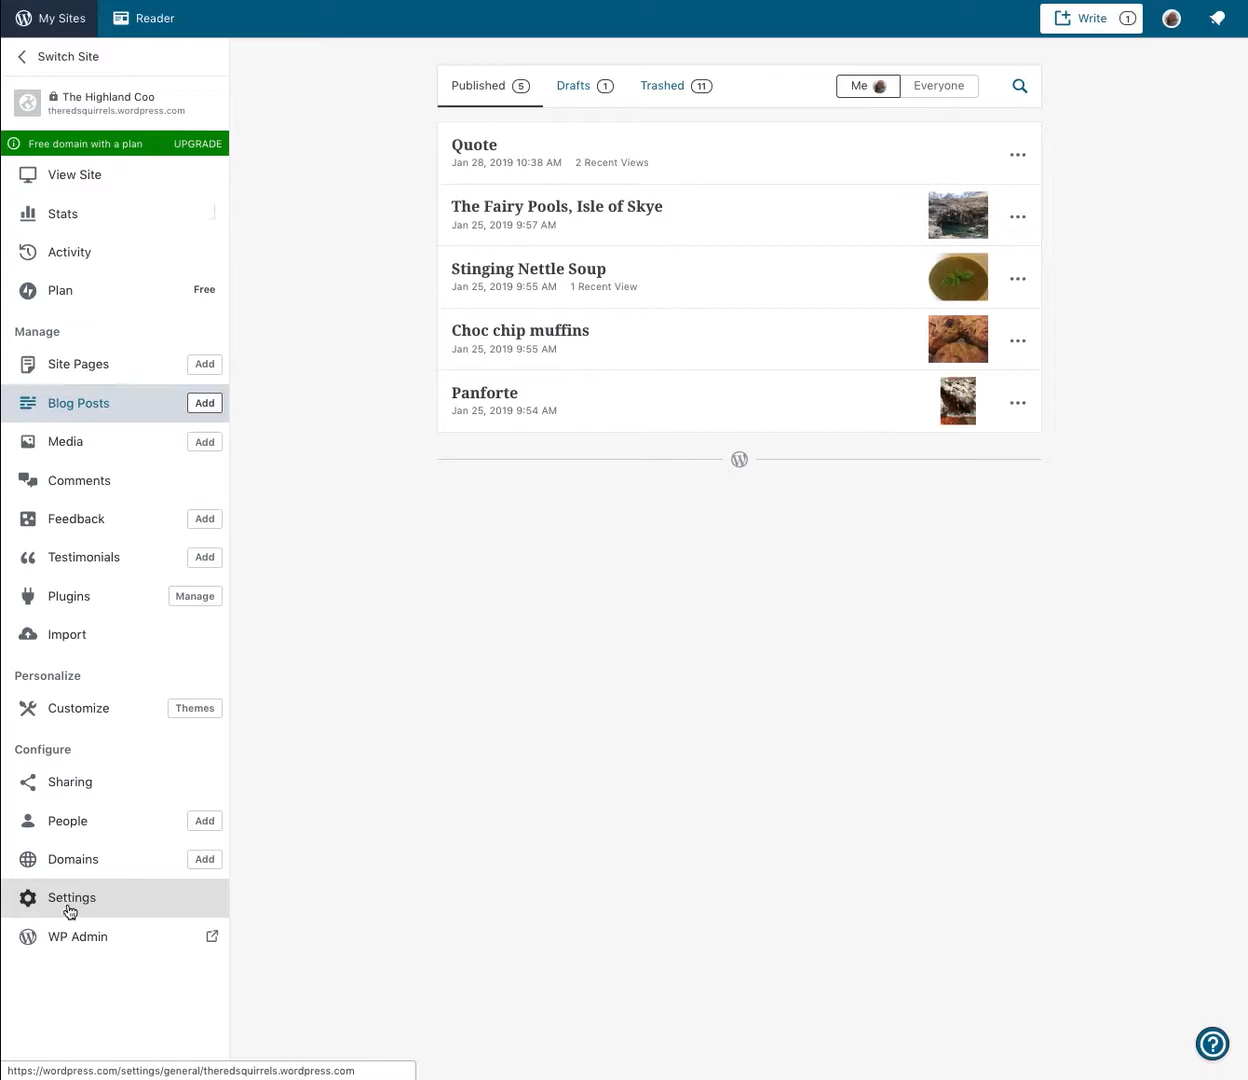 My Sites
Reader
Write 1
Switch Site
The Highland Coo
theredsquirrels.wordpress.com
Free domain with a plan UPGRADE
View Site
Stats
Activity
Plan Free
Manage
Site Pages Add
Blog Posts Add
Media Add
Comments
Feedback Add
Testimonials Add
Plugins Manage
Import
Personalize
Customize Themes
Configure
Sharing
People Add
Domains Add
Settings
WP Admin
https://wordpress.com/settings/general/theredsquirrels.wordpress.com
Published 5 Drafts 1 Trashed 11 Me Everyone
Quote
Jan 28, 2019 10:38 AM 2 Recent Views
The Fairy Pools, Isle of Skye
Jan 25, 2019 9:57 AM
Stinging Nettle Soup
Jan 25, 2019 9:55 AM 1 Recent View
Choc chip muffins
Jan 25, 2019 9:55 AM
Panforte
Jan 25, 2019 9:54 AM